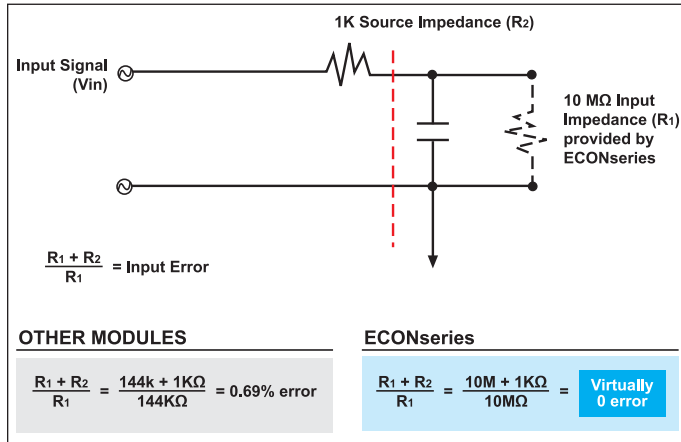 1K Source Impedance (R₂)
Input Signal
(Vin)
10 MΩ Input
Impedance (R₁)
provided by
ECONseries
R₁ + R₂
R₁
= Input Error
OTHER MODULES
R₁ + R₂
R₁
=
144k + 1KΩ
144KΩ
= 0.69% error
ECONseries
R₁ + R₂
R₁
=
10M + 1KΩ
10MΩ
=
Virtually
0 error